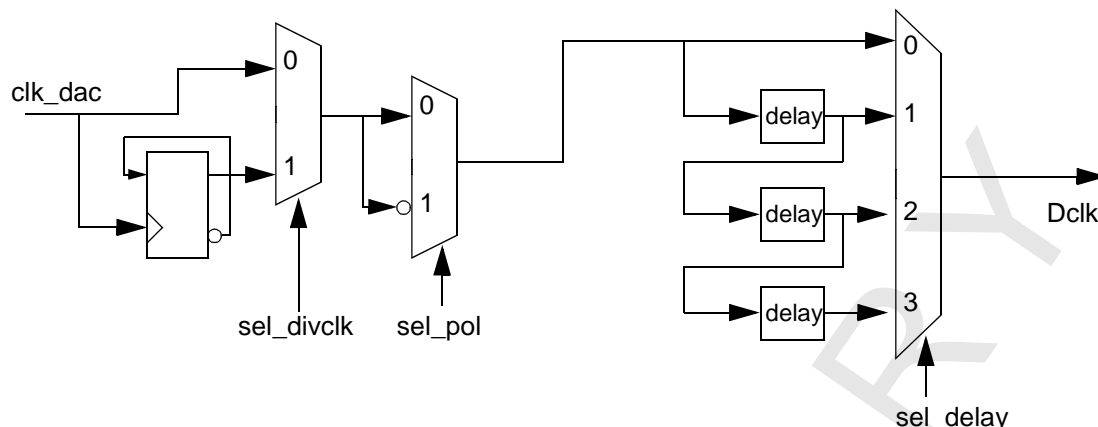 clk_dac
0
1
sel_divclk
0
1
sel_pol
delay
delay
delay
0
1
2
3
sel_delay
Dclk
R Y